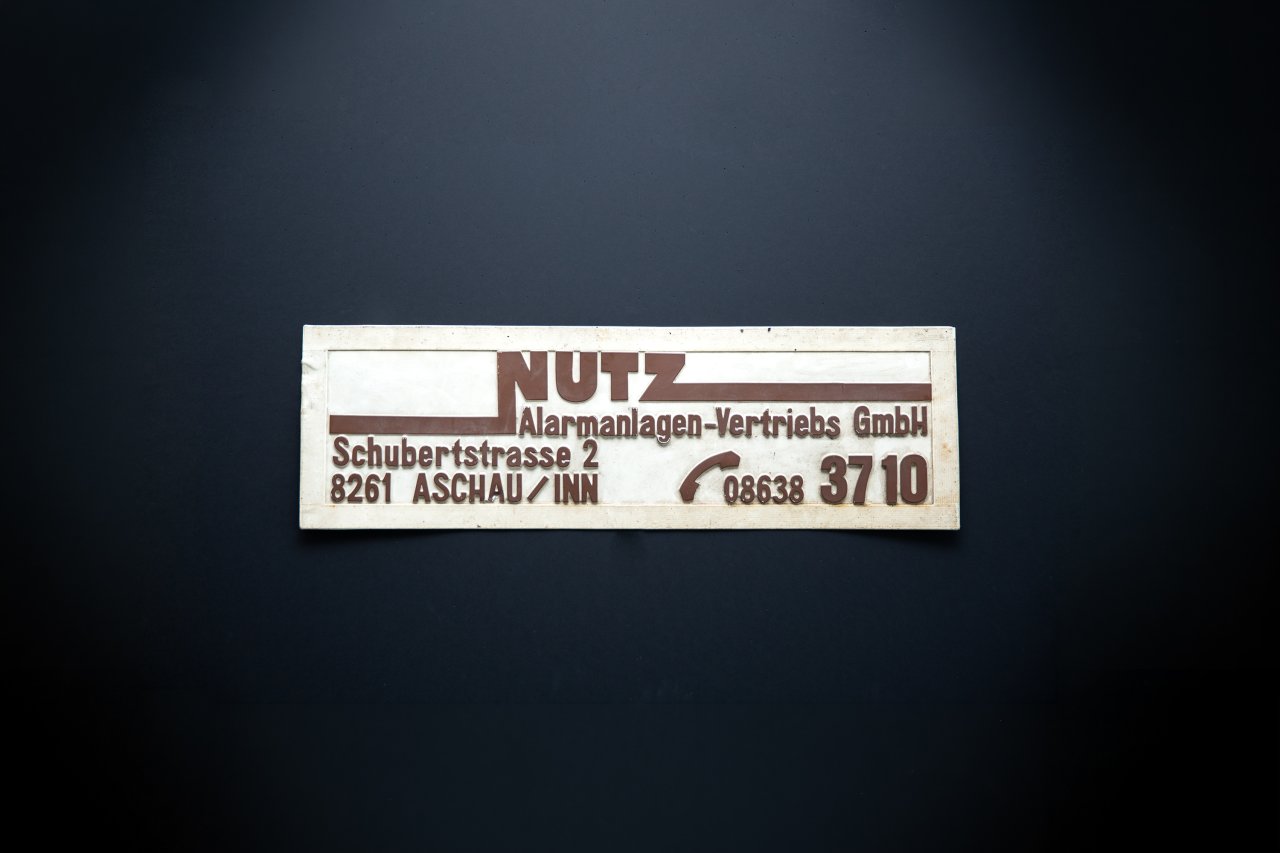 NUTZ
Alarmanlagen-Vertriebs GmbH
Schubertstrasse 2
8261 ASCHAU/INN
08638 3710